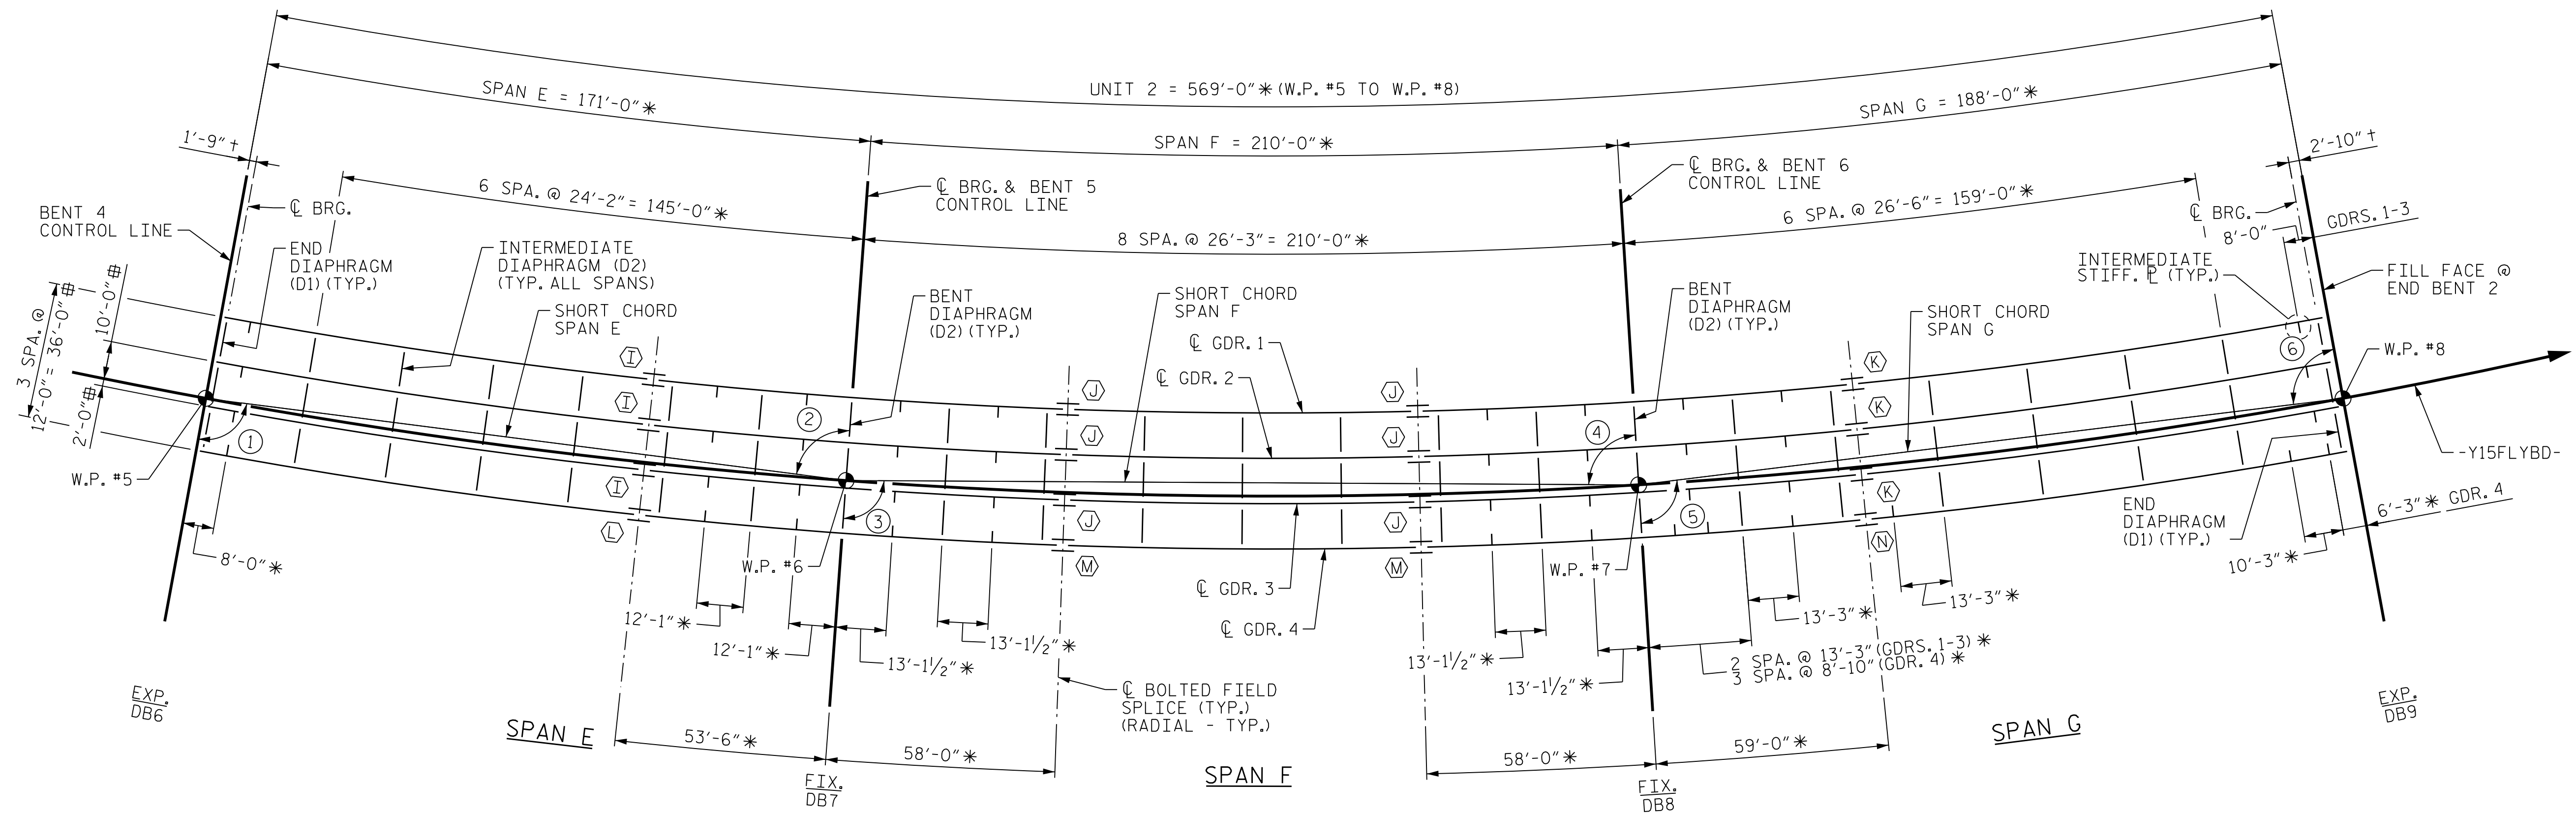 UNIT 2 = 569'-0"✳ (W.P. #5 TO W.P. #8)
SPAN E = 171'-0"✳
SPAN F = 210'-0"✳
SPAN G = 188'-0"✳
1'-9" †
2'-10" †
6 SPA. @ 24'-2" = 145'-0"✳
8 SPA. @ 26'-3" = 210'-0"✳
6 SPA. @ 26'-6" = 159'-0"✳
BENT 4
CONTROL LINE
℄ BRG.
℄ BRG. & BENT 5
CONTROL LINE
℄ BRG. & BENT 6
CONTROL LINE
℄ BRG.
8'-0"
GDRS. 1-3
END
DIAPHRAGM
(D1) (TYP.)
INTERMEDIATE
DIAPHRAGM (D2)
(TYP. ALL SPANS)
SHORT CHORD
SPAN E
BENT
DIAPHRAGM
(D2) (TYP.)
SHORT CHORD
SPAN F
℄ GDR. 1
℄ GDR. 2
BENT
DIAPHRAGM
(D2) (TYP.)
SHORT CHORD
SPAN G
INTERMEDIATE
STIFF. ⅊ (TYP.)
FILL FACE @
END BENT 2
W.P. #8
-Y15FLYBD-
3 SPA. @
12'-0" = 36'-0" ⌗
10'-0" ⌗
2'-0" ⌗
W.P. #5
1
2
3
4
5
6
I
I
I
L
J
J
J
M
J
J
J
M
K
K
K
N
8'-0"✳
W.P. #6
W.P. #7
℄ GDR. 3
℄ GDR. 4
END
DIAPHRAGM
(D1) (TYP.)
6'-3"✳ GDR. 4
10'-3"✳
12'-1"✳
12'-1"✳
13'-1½"✳
13'-1½"✳
13'-1½"✳
13'-1½"✳
13'-3"✳
13'-3"✳
2 SPA. @ 13'-3" (GDRS. 1-3) ✳
3 SPA. @ 8'-10" (GDR. 4) ✳
℄ BOLTED FIELD
SPLICE (TYP.)
(RADIAL - TYP.)
EXP.
DB6
SPAN E
53'-6"✳
58'-0"✳
FIX.
DB7
SPAN F
58'-0"✳
59'-0"✳
FIX.
DB8
SPAN G
EXP.
DB9